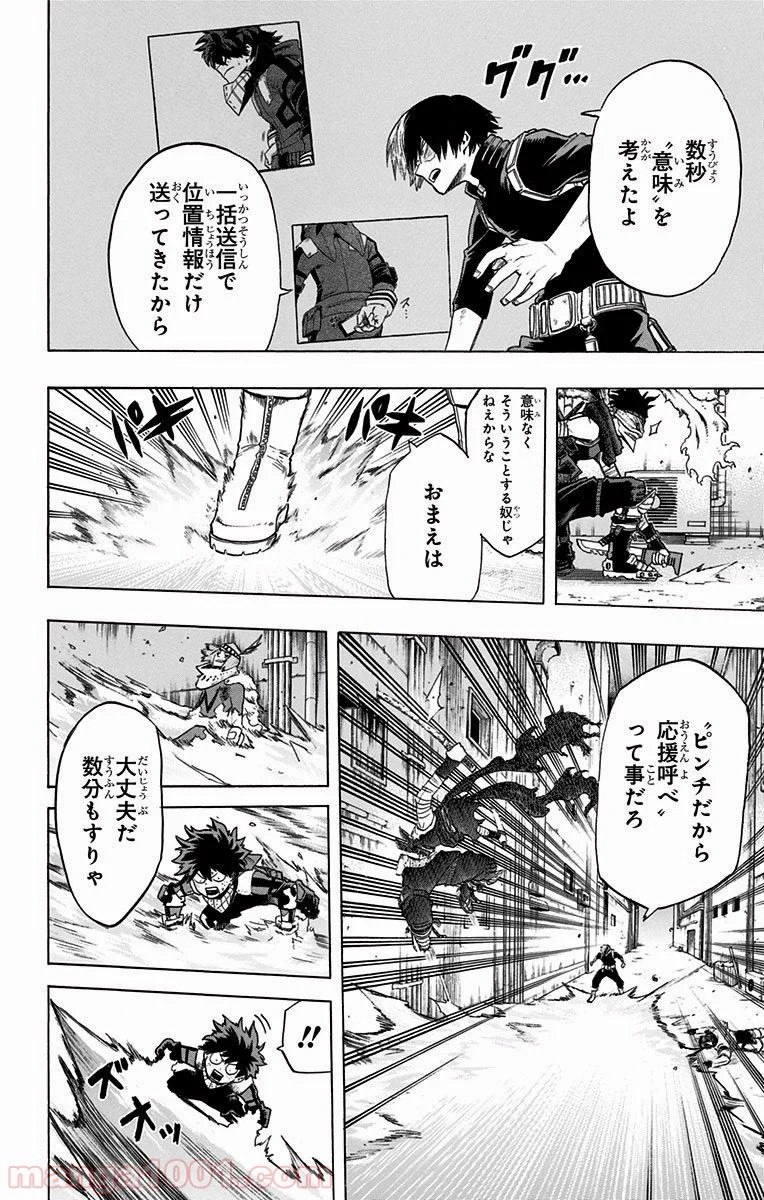 数秒
〝意味〟を
考えたよ
ググ…
一括送信で
位置情報だけ
送ってきたから
ス…
意味なく
そういうことする奴じゃ
ねえからな
おまえは
パキ
パキ
〝ピンチだから
応援呼べ〟
って事だろ
大丈夫だ
数分もすりゃ
!!
ズオッ
manga1001.com